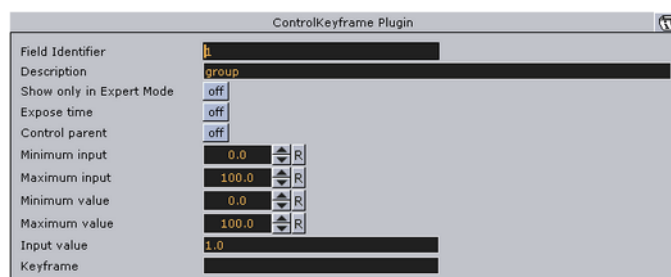 ControlKeyframe Plugin
Field Identifier 1
Description group
Show only in Expert Mode off
Expose time off
Control parent off
Minimum input 0.0 R
Maximum input 100.0 R
Minimum value 0.0 R
Maximum value 100.0 R
Input value 1.0
Keyframe